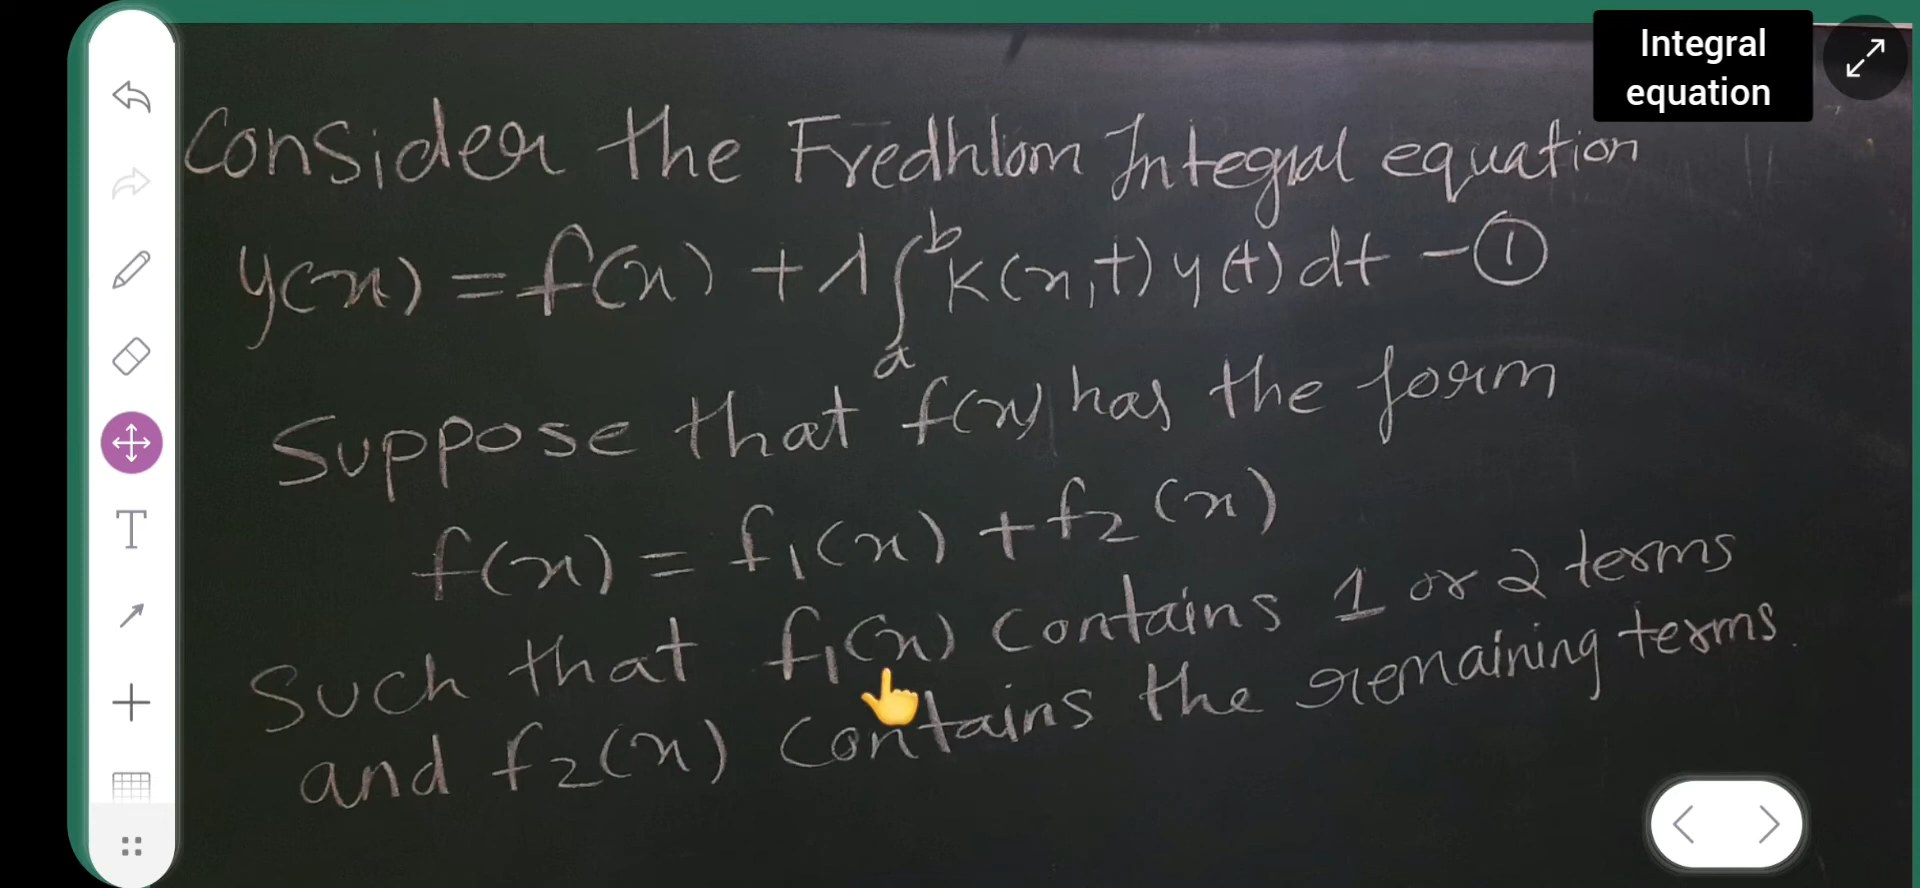 Integral
equation
Consider the Fredhlom Integral equation
y(x) = f(x) + λ∫ₐᵇ k(x,t) y(t) dt - ①
Suppose that f(x) has the form
f(x) = f₁(x) + f₂(x)
Such that f₁(x) contains 1 or 2 terms
and f₂(x) contains the remaining terms.
T